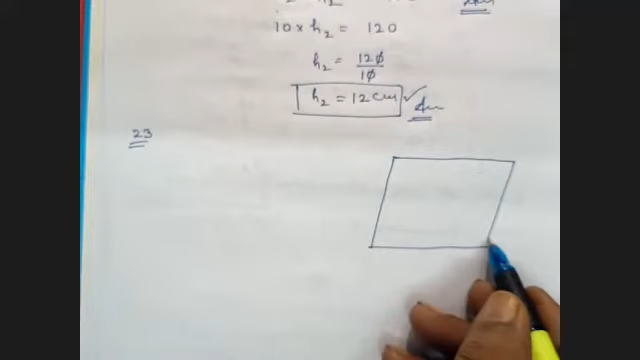 10 × h₂ = 120
h₂ = 120/10
h₂ = 12 cm ✓ Ans
23